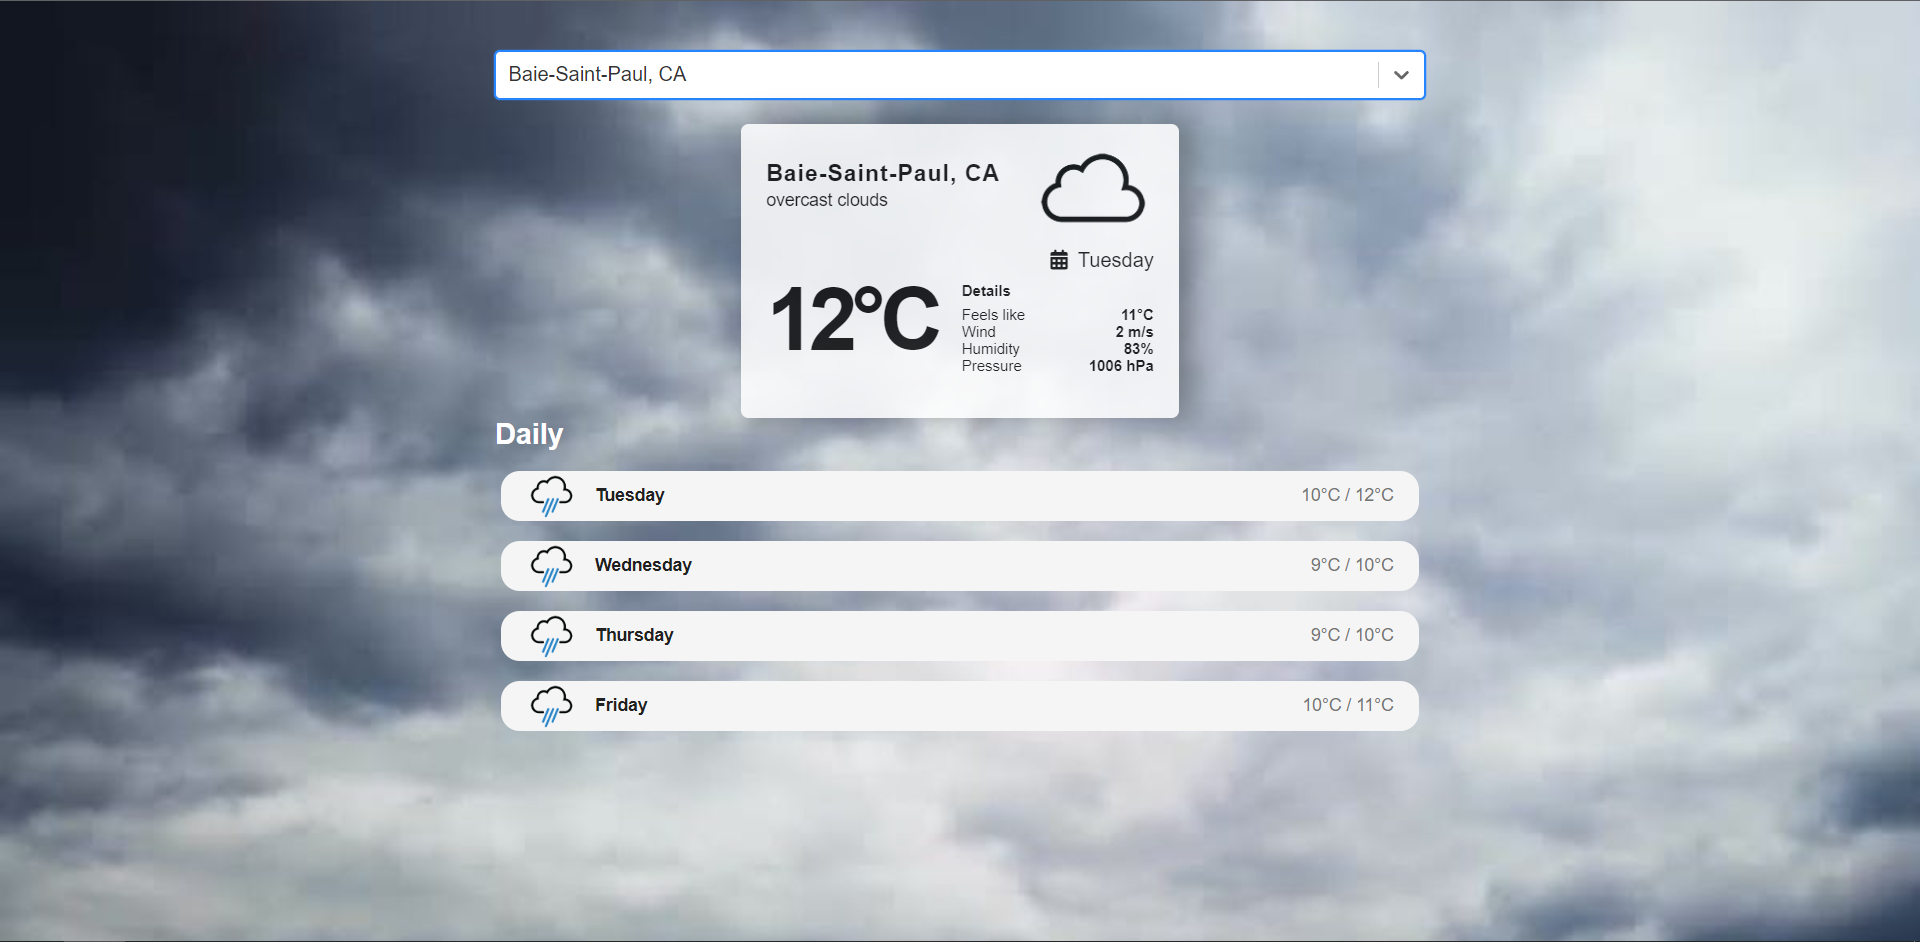 Baie-Saint-Paul, CA
Baie-Saint-Paul, CA
overcast clouds
Tuesday
12°C
Details
Feels like 11°C
Wind 2 m/s
Humidity 83%
Pressure 1006 hPa
Daily
Tuesday 10°C / 12°C
Wednesday 9°C / 10°C
Thursday 9°C / 10°C
Friday 10°C / 11°C